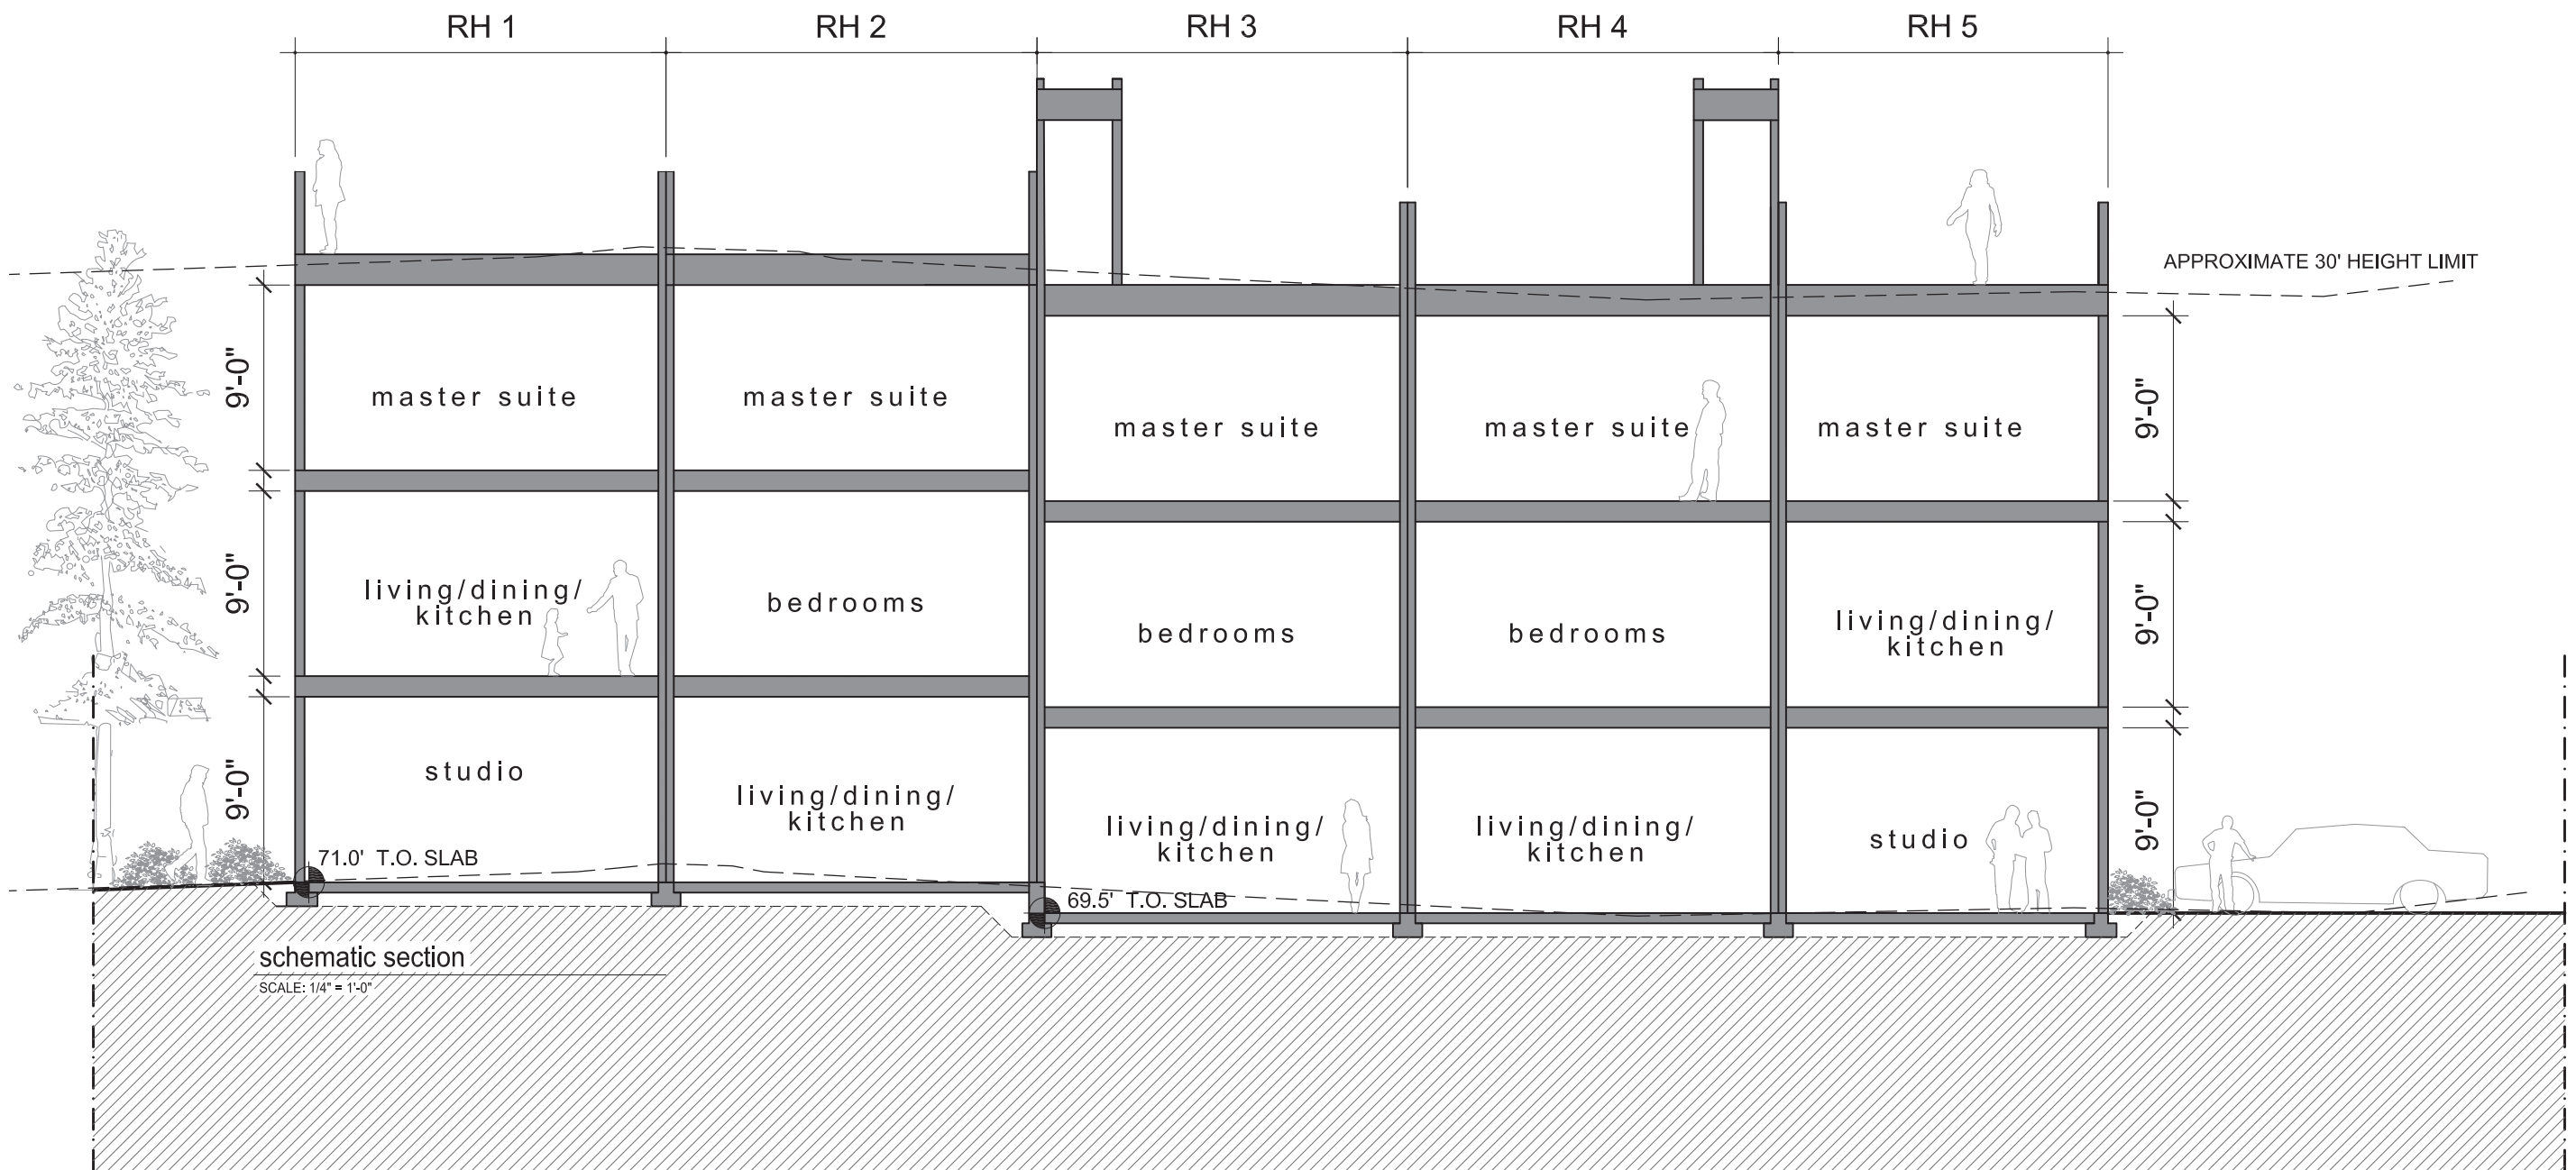 RH 1
RH 2
RH 3
RH 4
RH 5
APPROXIMATE 30' HEIGHT LIMIT
9'-0"
master suite
master suite
master suite
master suite
master suite
9'-0"
9'-0"
living/dining/
kitchen
bedrooms
bedrooms
bedrooms
living/dining/
kitchen
9'-6"
9'-0"
studio
living/dining/
kitchen
living/dining/
kitchen
living/dining/
kitchen
studio
9'-0"
71.0' T.O. SLAB
69.5' T.O. SLAB
schematic section
SCALE: 1/4" = 1'-0"